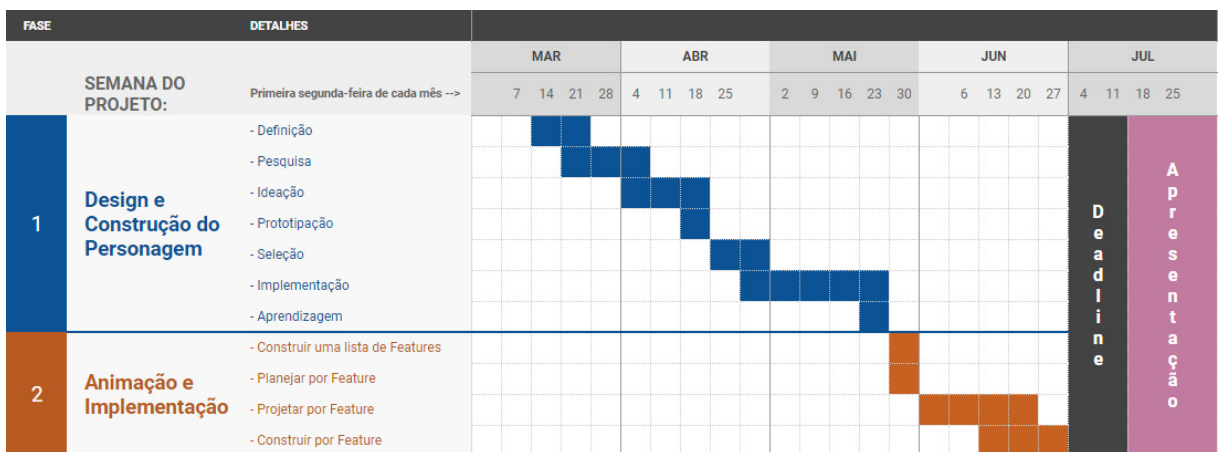 FASE DETALHES
MAR ABR MAI JUN JUL
SEMANA DO
PROJETO:
Primeira segunda-feira de cada mês -->
7 14 21 28 4 11 18 25 2 9 16 23 30 6 13 20 27 4 11 18 25
1
Design e
Construção do
Personagem
- Definição
- Pesquisa
- Ideação
- Prototipação
- Seleção
- Implementação
- Aprendizagem
2
Animação e
Implementação
- Construir uma lista de Features
- Planejar por Feature
- Projetar por Feature
- Construir por Feature
Deadline
Apresentação